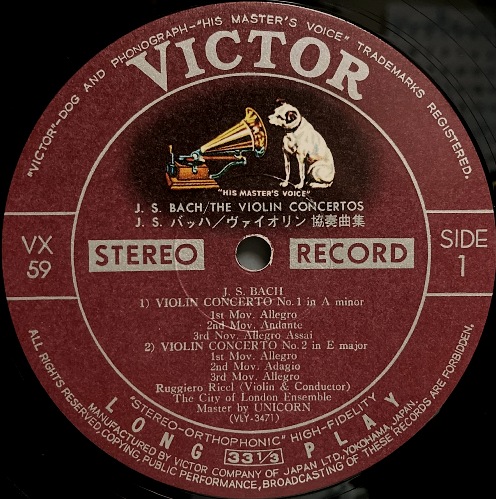 "VICTOR"-DOG AND PHONOGRAPH-"HIS MASTER'S VOICE" TRADEMARKS REGISTERED.
VICTOR
"HIS MASTER'S VOICE"
J. S. BACH/THE VIOLIN CONCERTOS
J. S. バッハ/ヴァイオリン 協奏曲集
VX
59
STEREO
RECORD
SIDE
1
J. S. BACH
1) VIOLIN CONCERTO No. 1 in A minor
1st Mov. Allegro
2nd Mov. Andante
3rd Nov. Allegro Assai
2) VIOLIN CONCERTO No. 2 in E major
1st Mov. Allegro
2nd Mov. Adagio
3rd Mov. Allegro
Ruggiero Ricci (Violin & Conductor)
The City of London Ensemble
Master by UNICORN
(VLY-3471)
"STEREO-ORTHOPHONIC" HIGH-FIDELITY
LONG 33 1/3 PLAY
MANUFACTURED BY VICTOR COMPANY OF JAPAN LTD., YOKOHAMA, JAPAN.
ALL RIGHTS RESERVED, COPYING, PUBLIC PERFORMANCE, BROADCASTING OF THESE RECORDS ARE FORBIDDEN.